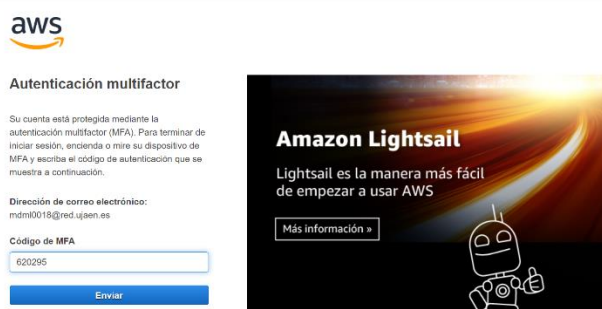 aws
Autenticación multifactor
Su cuenta está protegida mediante la
autenticación multifactor (MFA). Para terminar de
iniciar sesión, encienda o mire su dispositivo de
MFA y escriba el código de autenticación que se
muestra a continuación.
Dirección de correo electrónico:
mdml0018@red.ujaen.es
Código de MFA
620295
Enviar
Amazon Lightsail
Lightsail es la manera más fácil
de empezar a usar AWS
Más información »